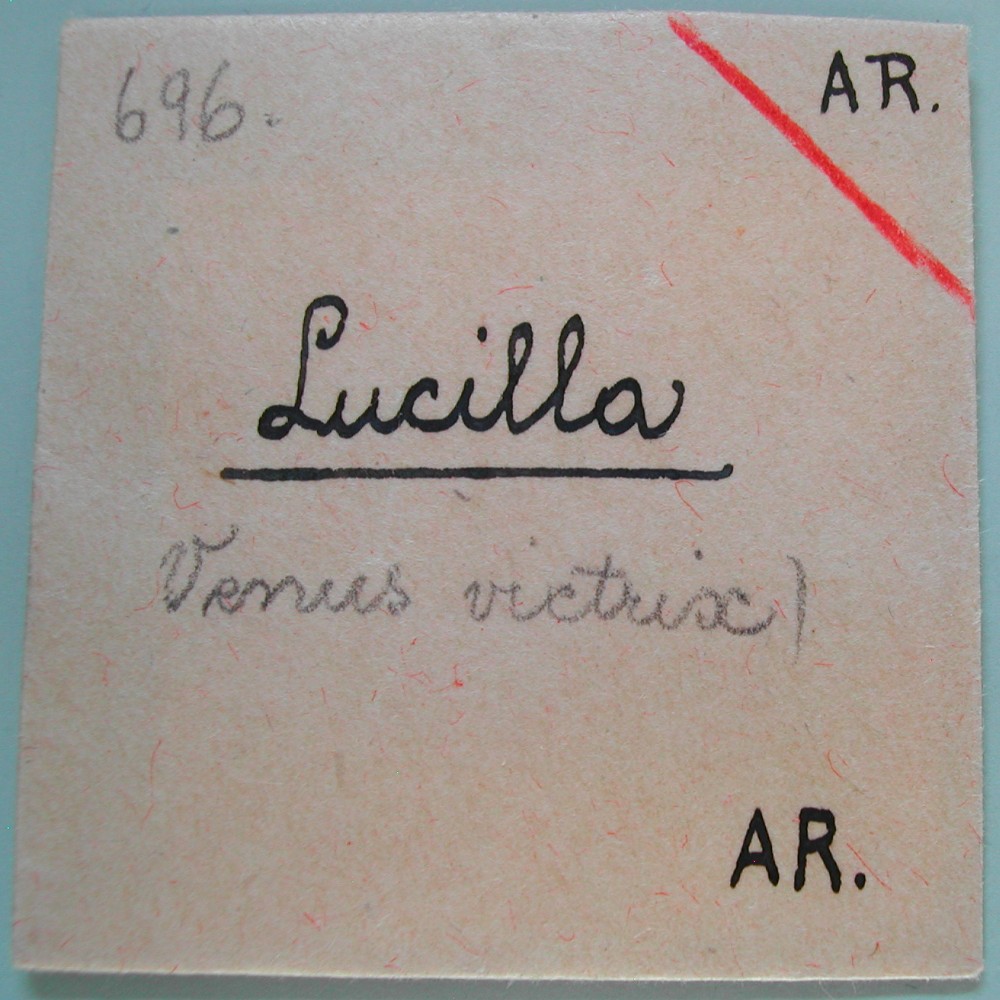 696.
AR.
Lucilla
Venus victrix)
AR.